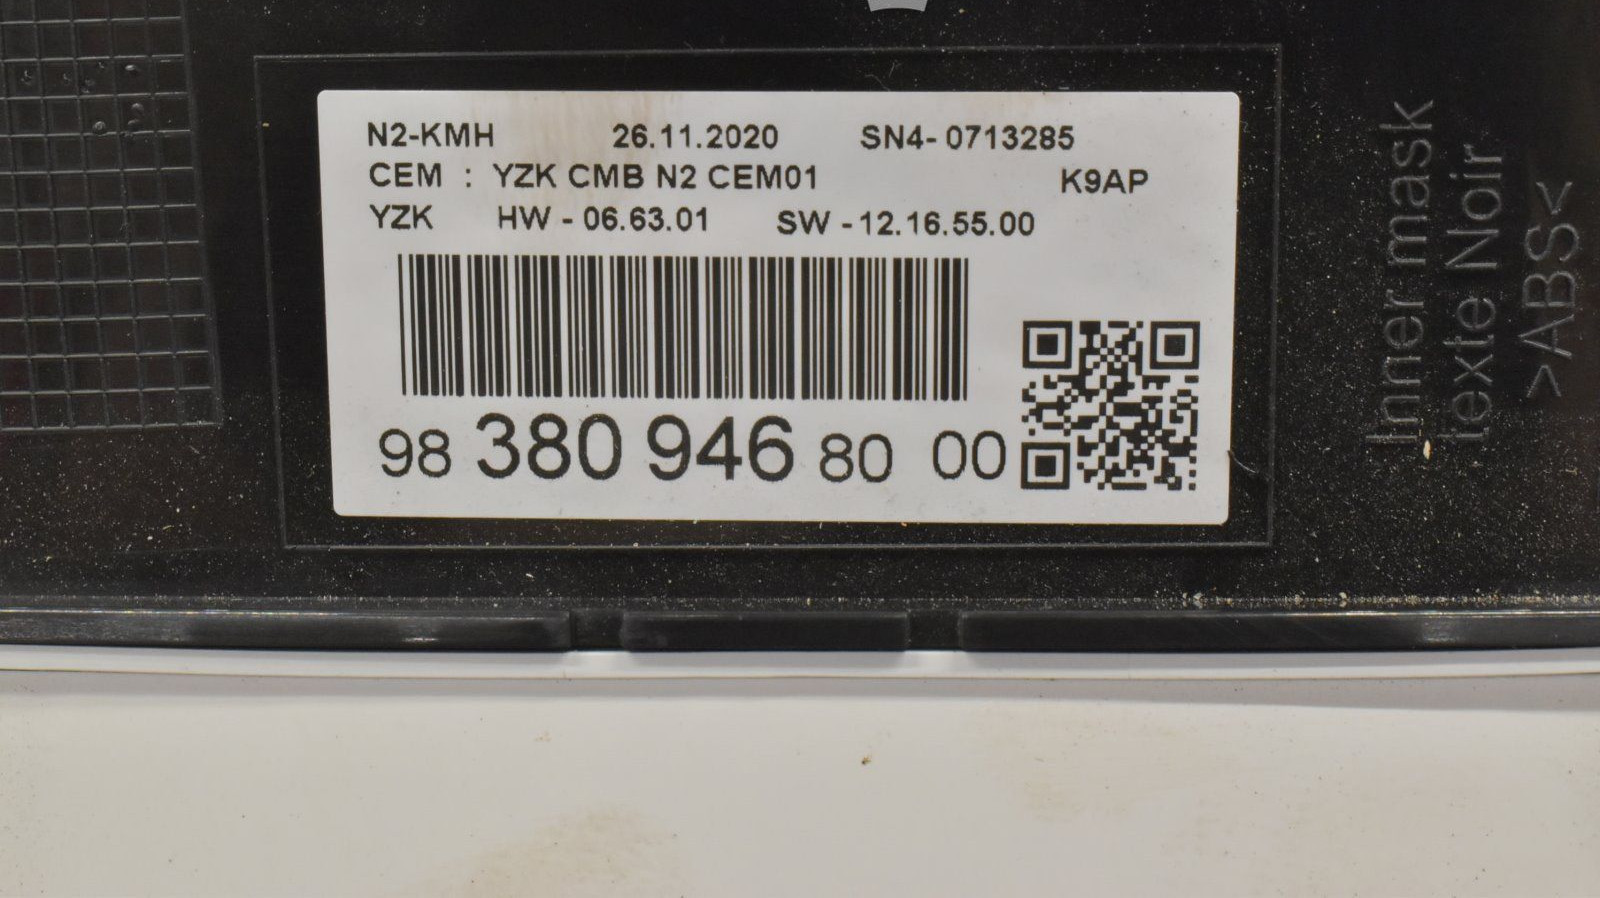 N2-KMH 26.11.2020 SN4- 0713285
CEM : YZK CMB N2 CEM01 K9AP
YZK HW - 06.63.01 SW - 12.16.55.00
98 380 946 80 00
Inner mask
Texte Noir
>ABS<